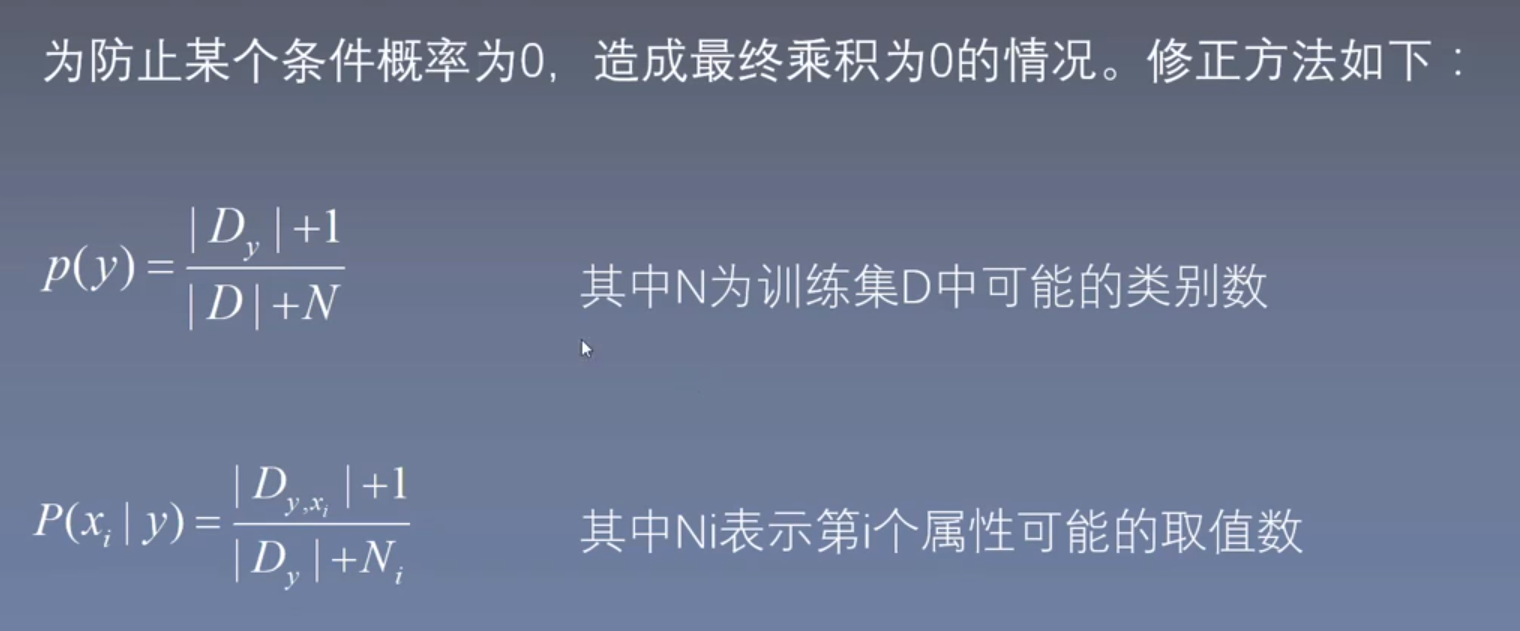 为防止某个条件概率为0，造成最终乘积为0的情况。修正方法如下：
p(y) = (|D_y|+1) / (|D|+N)
其中N为训练集D中可能的类别数
P(x_i|y) = (|D_{y,x_i}|+1) / (|D_y|+N_i)
其中Ni表示第i个属性可能的取值数